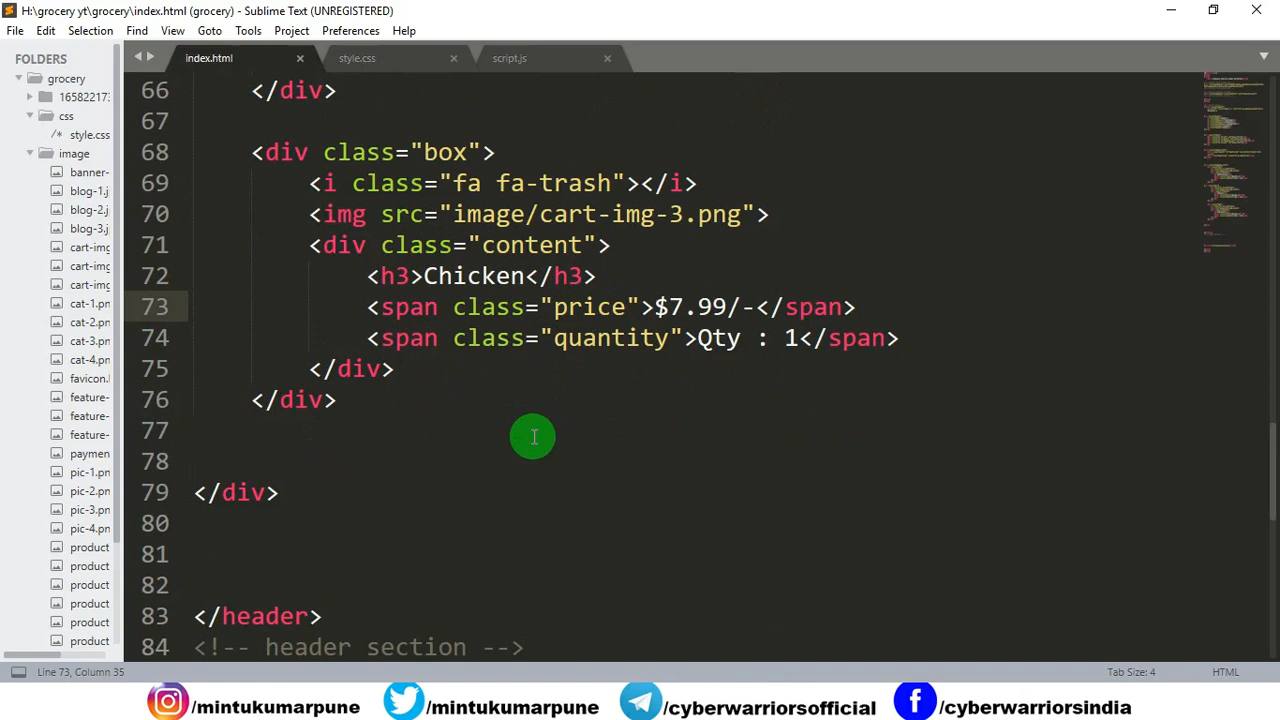 H:\grocery yt\grocery\index.html (grocery) - Sublime Text (UNREGISTERED)
File Edit Selection Find View Goto Tools Project Preferences Help
FOLDERS
grocery
165822173
css
/* style.css
image
banner-
blog-1.j
blog-2.j
blog-3.j
cart-img
cart-img
cart-img
cat-1.pn
cat-2.pn
cat-3.pn
cat-4.pn
favicon.
feature-
feature-
feature-
paymen
pic-1.pn
pic-2.pn
pic-3.pn
pic-4.pn
product
product
product
product
product
product
index.html style.css script.js
66 </div>
67
68 <div class="box">
69 <i class="fa fa-trash"></i>
70 <img src="image/cart-img-3.png">
71 <div class="content">
72 <h3>Chicken</h3>
73 <span class="price">$7.99/-</span>
74 <span class="quantity">Qty : 1</span>
75 </div>
76 </div>
77
78
79 </div>
80
81
82
83 </header>
84 <!-- header section -->
Line 73, Column 35 Tab Size: 4 HTML
/mintukumarpune /mintukumarpune /cyberwarriorsofficial /cyberwarriorsindia